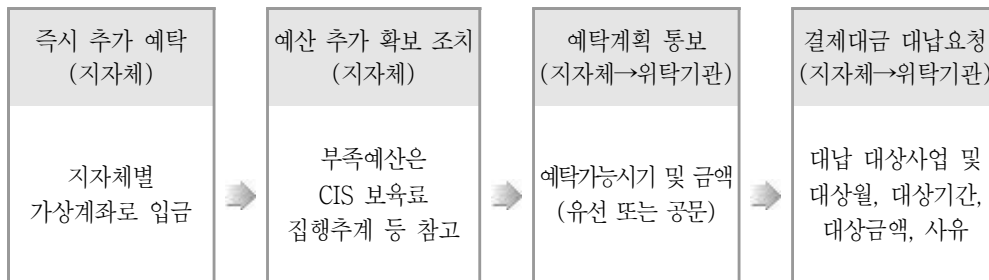 즉시 추가 예탁
(지자체)
지자체별
가상계좌로 입금
예산 추가 확보 조치
(지자체)
부족예산은
CIS 보육료
집행추계 등 참고
예탁계획 통보
(지자체→위탁기관)
예탁가능시기 및 금액
(유선 또는 공문)
결제대금 대납요청
(지자체→위탁기관)
대납 대상사업 및
대상월, 대상기간,
대상금액, 사유